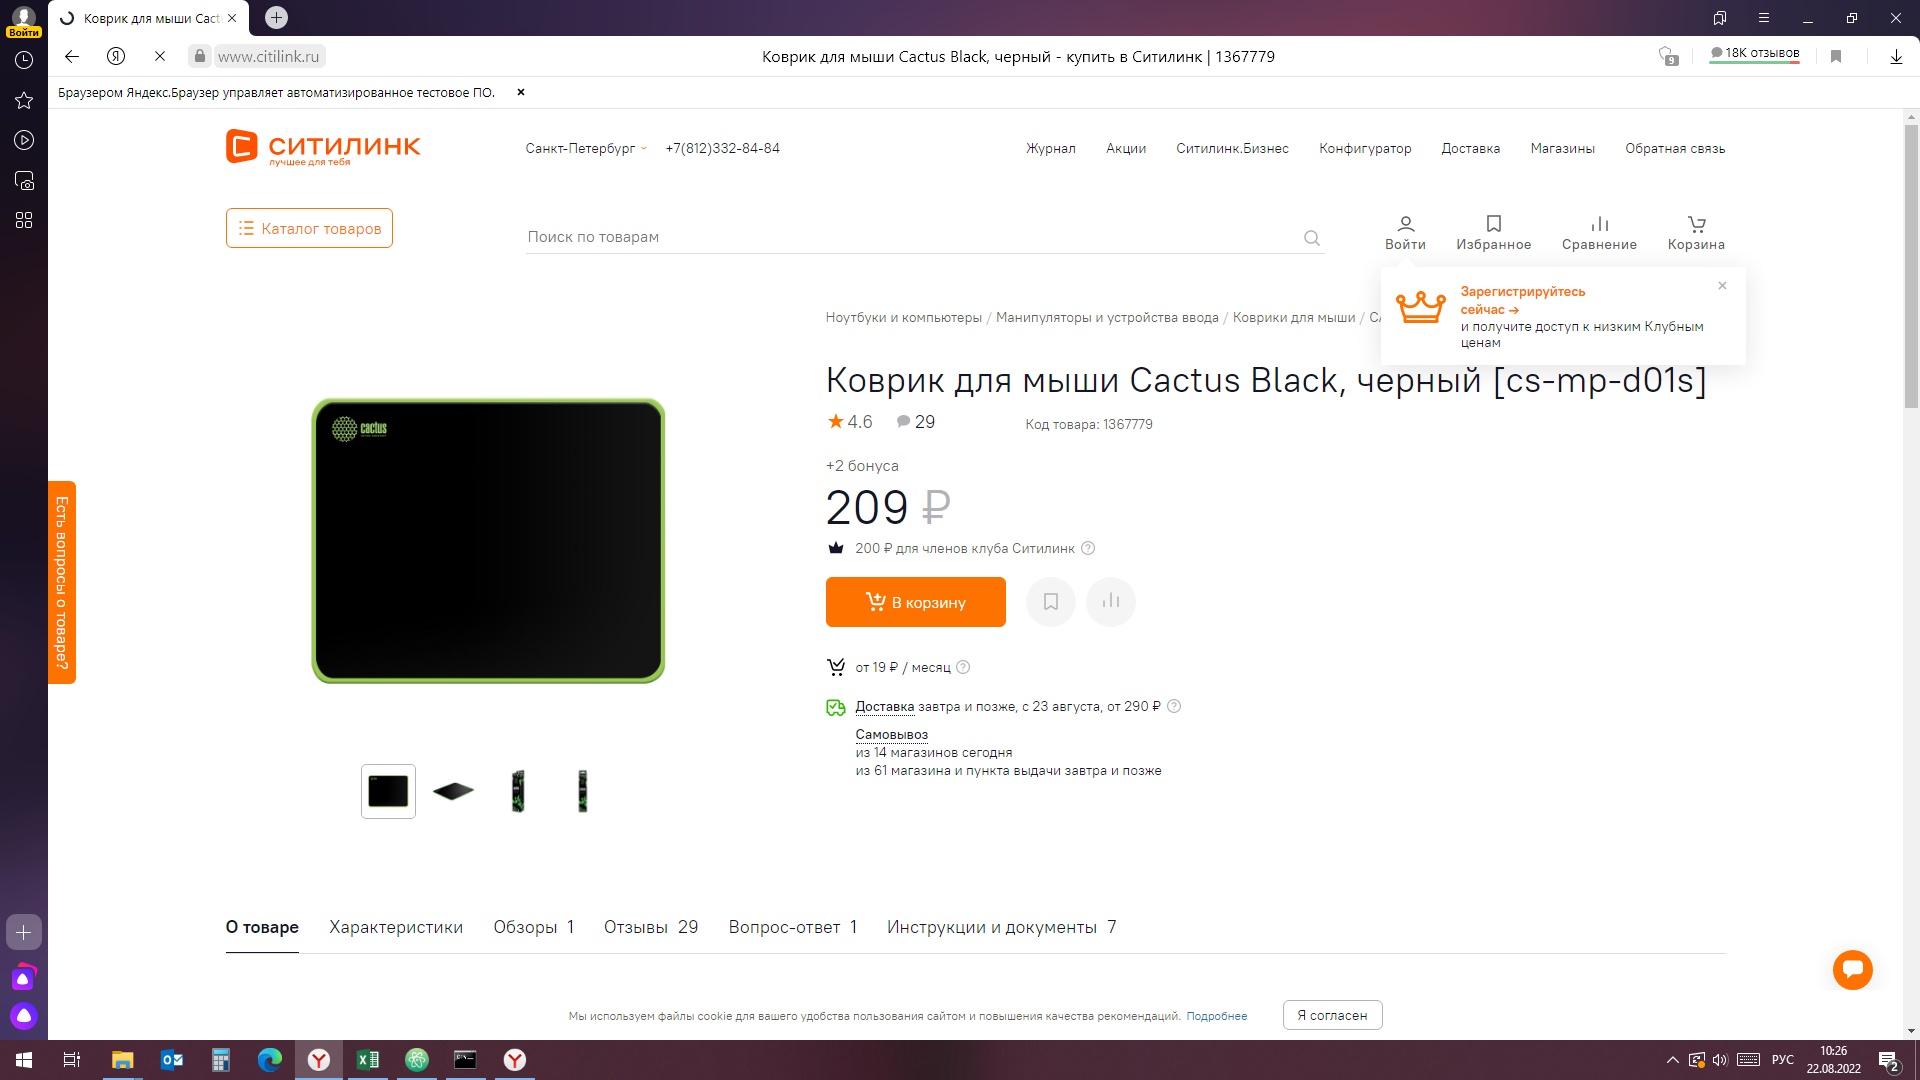 Войти
Коврик для мыши Cact
www.citilink.ru
Коврик для мыши Cactus Black, черный - купить в Ситилинк | 1367779
9
18K отзывов
Браузером Яндекс.Браузер управляет автоматизированное тестовое ПО.
СИТИЛИНК
лучшее для тебя
Санкт-Петербург
+7(812)332-84-84
Журнал
Акции
Ситилинк.Бизнес
Конфигуратор
Доставка
Магазины
Обратная связь
Каталог товаров
Поиск по товарам
Войти
Избранное
Сравнение
Корзина
Зарегистрируйтесь
сейчас →
и получите доступ к низким Клубным
ценам
Ноутбуки и компьютеры / Манипуляторы и устройства ввода / Коврики для мыши /
Коврик для мыши Cactus Black, черный [cs-mp-d01s]
4.6
29
Код товара: 1367779
cactus
+2 бонуса
209 ₽
200 ₽ для членов клуба Ситилинк
В корзину
Есть вопросы о товаре?
от 19 ₽ / месяц
Доставка завтра и позже, с 23 августа, от 290 ₽
Самовывоз
из 14 магазинов сегодня
из 61 магазина и пункта выдачи завтра и позже
О товаре
Характеристики
Обзоры 1
Отзывы 29
Вопрос-ответ 1
Инструкции и документы 7
Мы используем файлы cookie для вашего удобства пользования сайтом и повышения качества рекомендаций. Подробнее
Я согласен
РУС
10:26
22.08.2022
2